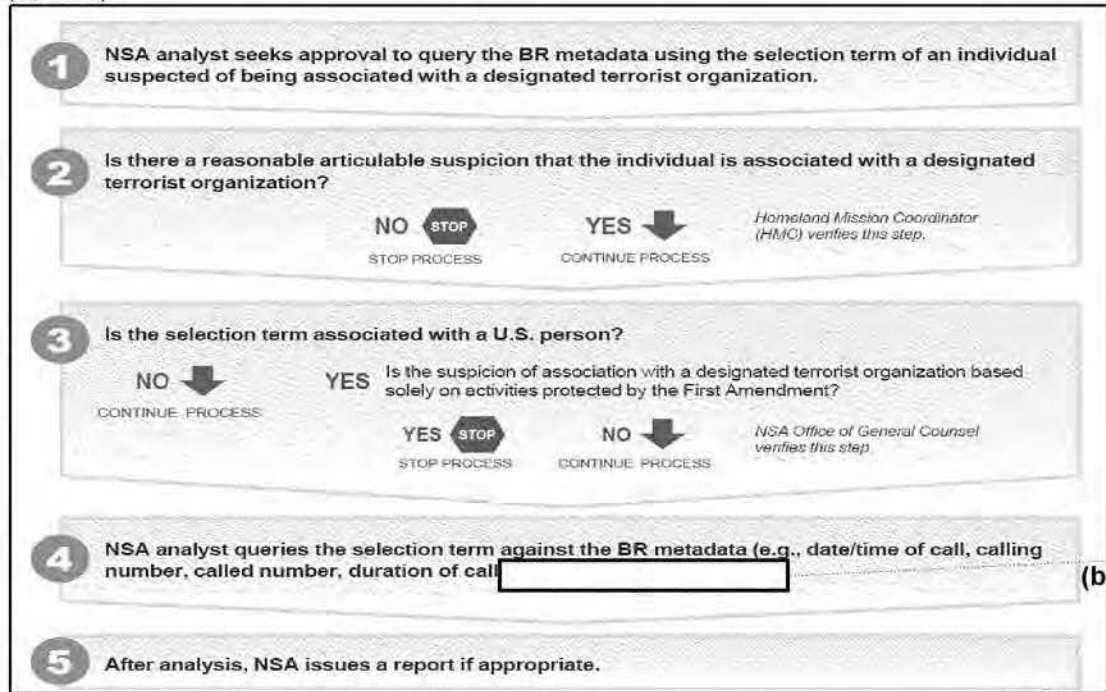 1
NSA analyst seeks approval to query the BR metadata using the selection term of an individual
suspected of being associated with a designated terrorist organization.
2
Is there a reasonable articulable suspicion that the individual is associated with a designated
terrorist organization?
NO STOP YES Homeland Mission Coordinator
(HMC) verifies this step.
STOP PROCESS CONTINUE PROCESS
3
Is the selection term associated with a U.S. person?
NO YES Is the suspicion of association with a designated terrorist organization based
solely on activities protected by the First Amendment?
CONTINUE PROCESS
YES STOP NO NSA Office of General Counsel
verifies this step
STOP PROCESS CONTINUE PROCESS
4
NSA analyst queries the selection term against the BR metadata (e.g., date/time of call, calling
number, called number, duration of call
(b
5
After analysis, NSA issues a report if appropriate.